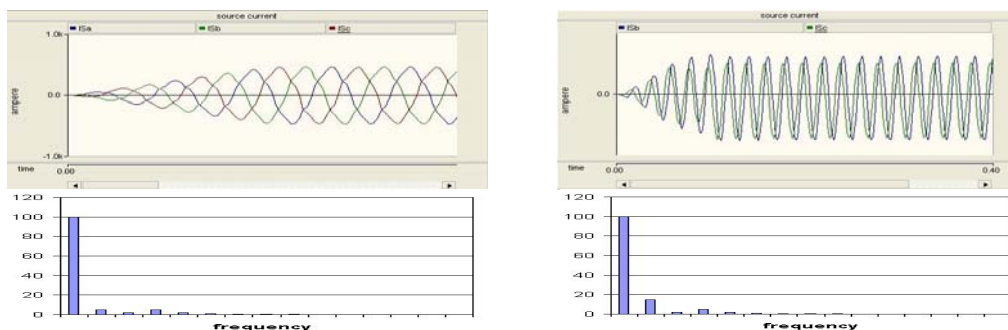 source current
ISa ISb ISc
1.0k
0.0
-1.0k
ampere
time 0.00
120
100
80
60
40
20
0
frequency
source current
ISb ISc
0.0
ampere
time 0.00 0.40
120
100
80
60
40
20
0
frequency